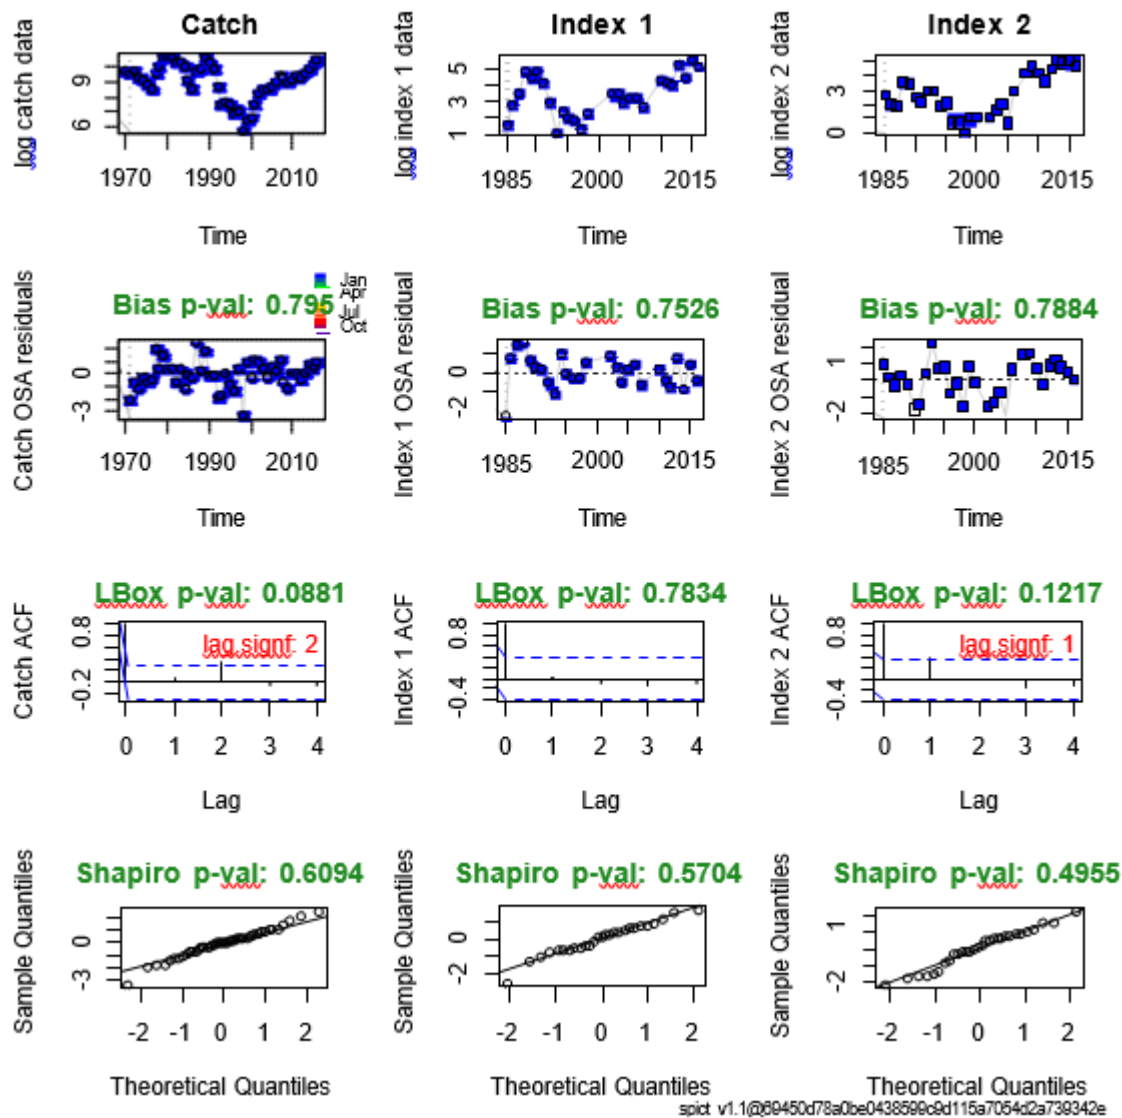 Catch Index 1 Index 2
log catch data log index 1 data log index 2 data
9 6 5 3 1 3 0
1970 1990 2010 1985 2000 2015 1985 2000 2015
Time Time Time
Jan
Apr
Jul
Oct
Bias p-val: 0.795 Bias p-val: 0.7526 Bias p-val: 0.7884
Catch OSA residuals Index 1 OSA residual Index 2 OSA residual
0 -3 0 -2 1 -2
1970 1990 2010 1985 2000 2015 1985 2000 2015
Time Time Time
LBox p-val: 0.0881 LBox p-val: 0.7834 LBox p-val: 0.1217
Catch ACF Index 1 ACF Index 2 ACF
lag.signf: 2 lag.signf: 1
0.8 -0.2 0.8 -0.4 0.8 -0.4
0 1 2 3 4 0 1 2 3 4 0 1 2 3 4
Lag Lag Lag
Shapiro p-val: 0.6094 Shapiro p-val: 0.5704 Shapiro p-val: 0.4955
Sample Quantiles Sample Quantiles Sample Quantiles
0 -3 0 -2 1 -2
-2 -1 0 1 2 -2 -1 0 1 2 -2 -1 0 1 2
Theoretical Quantiles Theoretical Quantiles Theoretical Quantiles
spict_v1.1@69450d78a0be0438599c9d115a7054d2a739342e